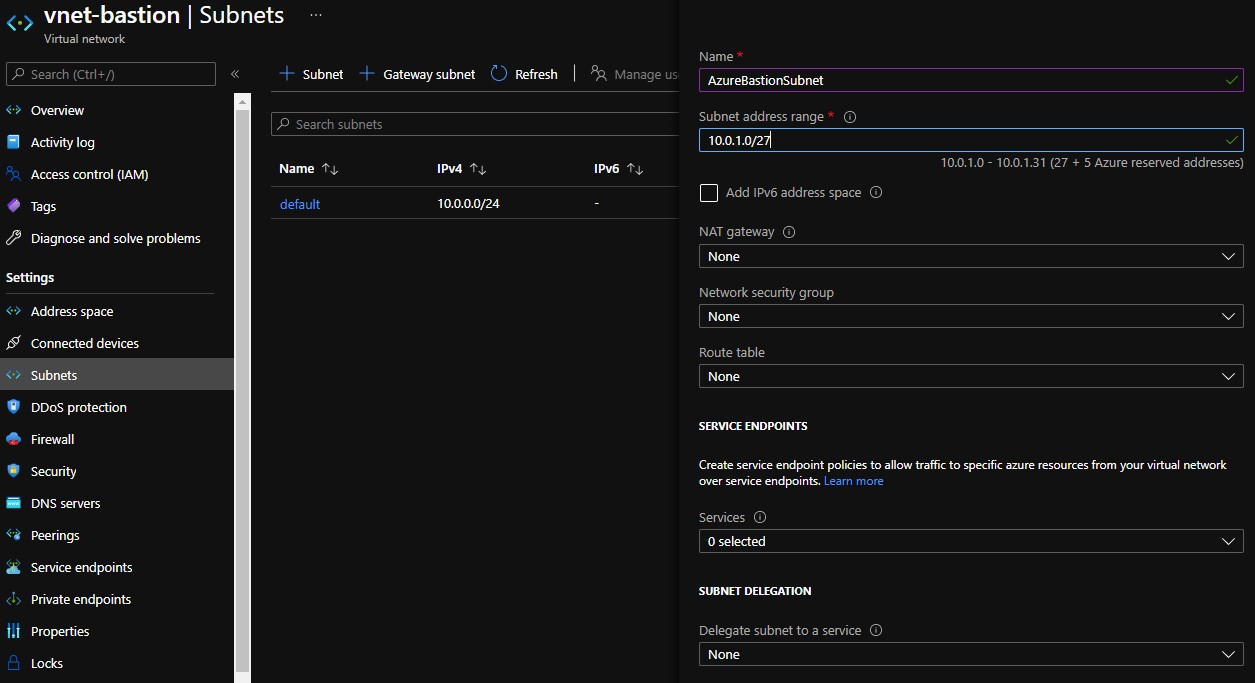 vnet-bastion | Subnets ...
Virtual network
Search (Ctrl+/)
«
Overview
Activity log
Access control (IAM)
Tags
Diagnose and solve problems
Settings
Address space
Connected devices
Subnets
DDoS protection
Firewall
Security
DNS servers
Peerings
Service endpoints
Private endpoints
Properties
Locks
+ Subnet + Gateway subnet Refresh | Manage us
Search subnets
Name ↑↓ IPv4 ↑↓ IPv6 ↑↓
default 10.0.0.0/24 -
Name *
AzureBastionSubnet
Subnet address range *
10.0.1.0/27
10.0.1.0 - 10.0.1.31 (27 + 5 Azure reserved addresses)
Add IPv6 address space
NAT gateway
None
Network security group
None
Route table
None
SERVICE ENDPOINTS
Create service endpoint policies to allow traffic to specific azure resources from your virtual network
over service endpoints. Learn more
Services
0 selected
SUBNET DELEGATION
Delegate subnet to a service
None